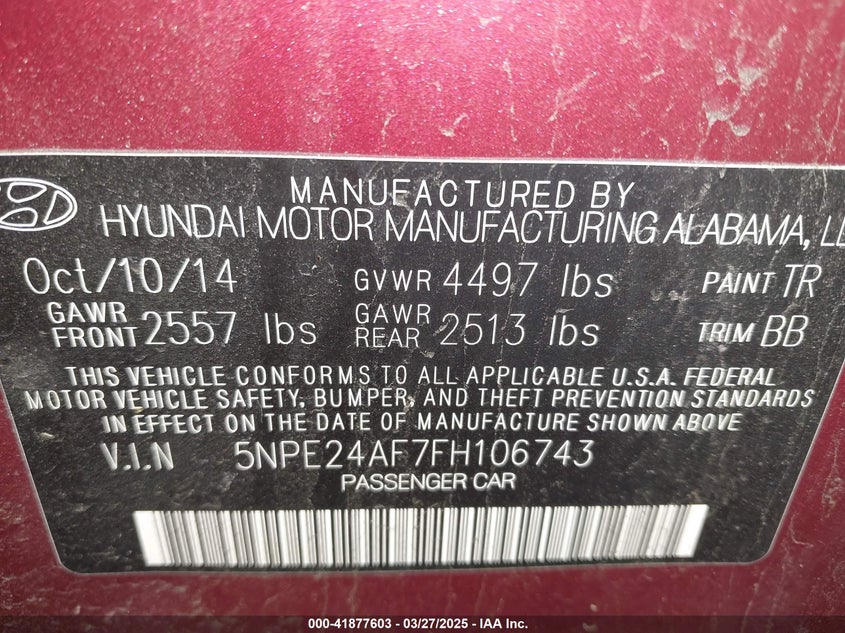 MANUFACTURED BY
HYUNDAI MOTOR MANUFACTURING ALABAMA,
Oct/10/14 GVWR 4497 lbs PAINT TR
GAWR FRONT 2557 lbs GAWR REAR 2513 lbs TRIM BB
THIS VEHICLE CONFORMS TO ALL APPLICABLE U.S.A. FEDERAL
MOTOR VEHICLE SAFETY, BUMPER, AND THEFT PREVENTION STANDARDS
IN EFFECT ON THE DATE OF MANUFACTURE SHOWN ABOVE.
V.I.N 5NPE24AF7FH106743
PASSENGER CAR
000-41877603 - 03/27/2025 - IAA Inc.